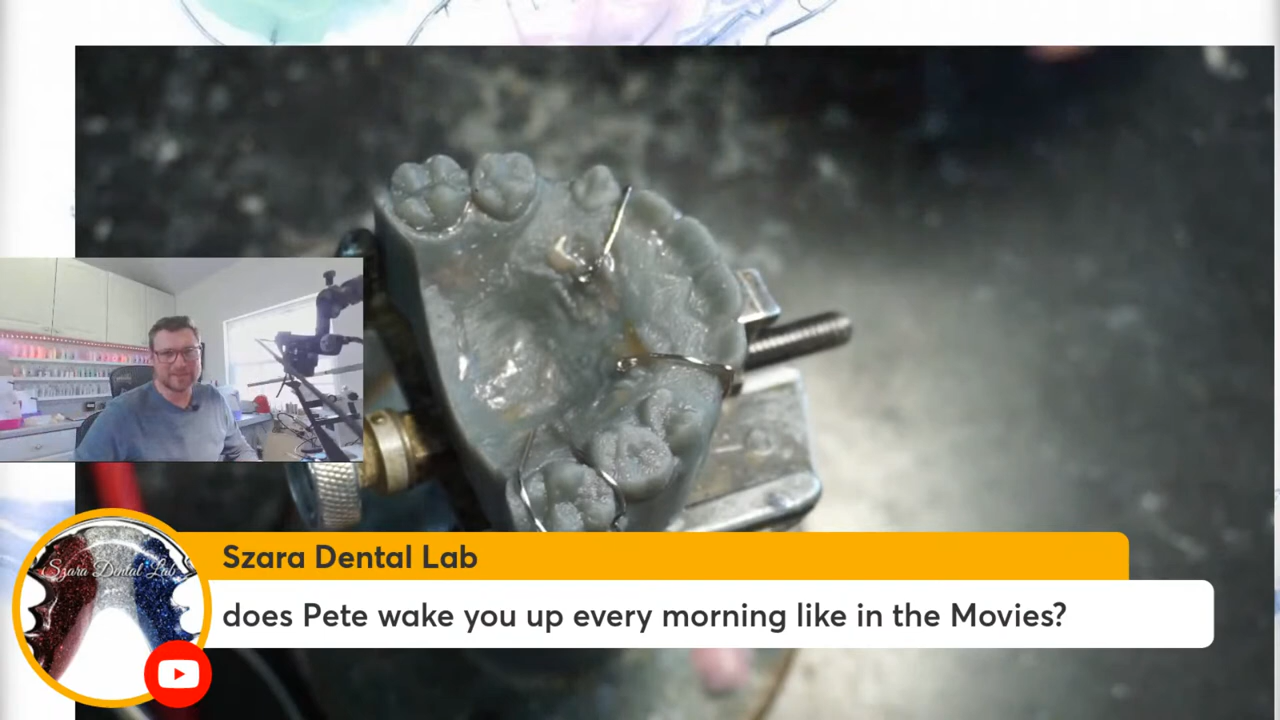 Szara Dental Lab
Szara Dental Lab
does Pete wake you up every morning like in the Movies?